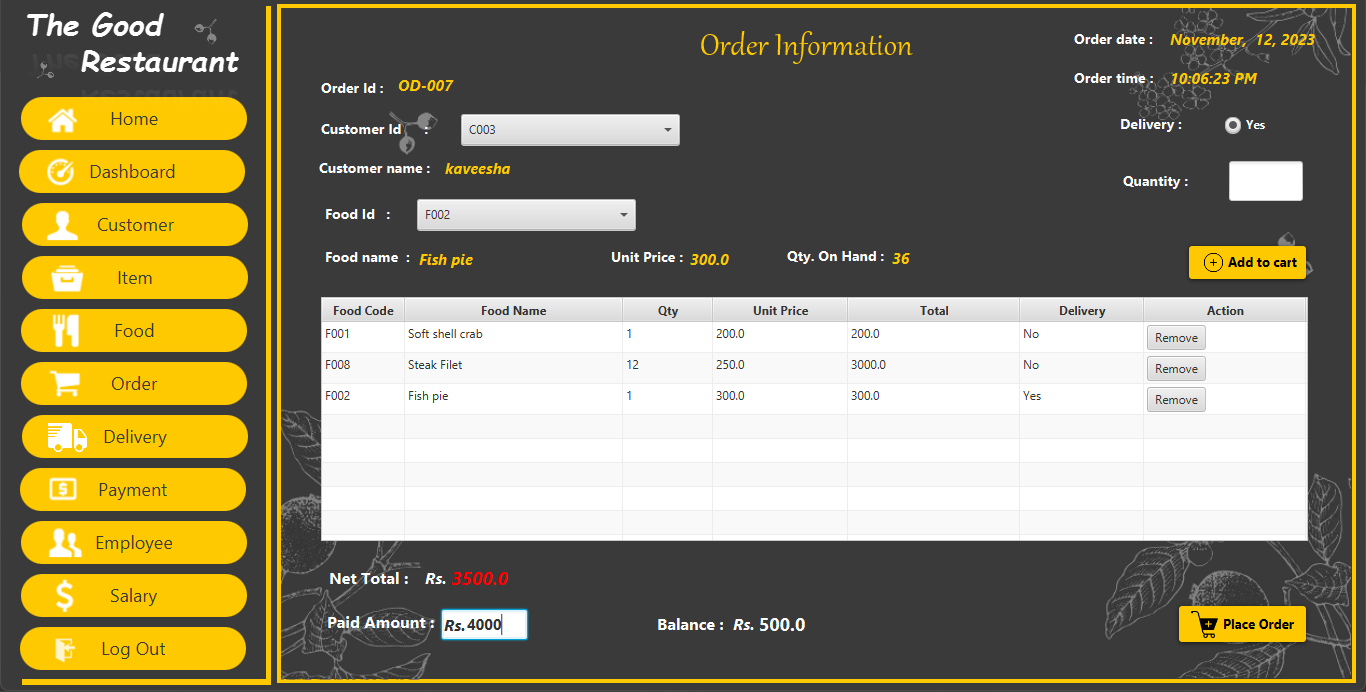 The Good
Restaurant
Home
Dashboard
Customer
Item
Food
Order
Delivery
Payment
Employee
Salary
Log Out
Order Information
Order date : November, 12, 2023
Order time : 10:06:23 PM
Order Id : OD-007
Customer Id : C003
Delivery : Yes
Customer name : kaveesha
Quantity :
Food Id : F002
Food name : Fish pie Unit Price : 300.0 Qty. On Hand : 36
Add to cart
Food Code Food Name Qty Unit Price Total Delivery Action
F001 Soft shell crab 1 200.0 200.0 No Remove
F008 Steak Filet 12 250.0 3000.0 No Remove
F002 Fish pie 1 300.0 300.0 Yes Remove
Net Total : Rs. 3500.0
Paid Amount : Rs. 4000 Balance : Rs. 500.0
Place Order